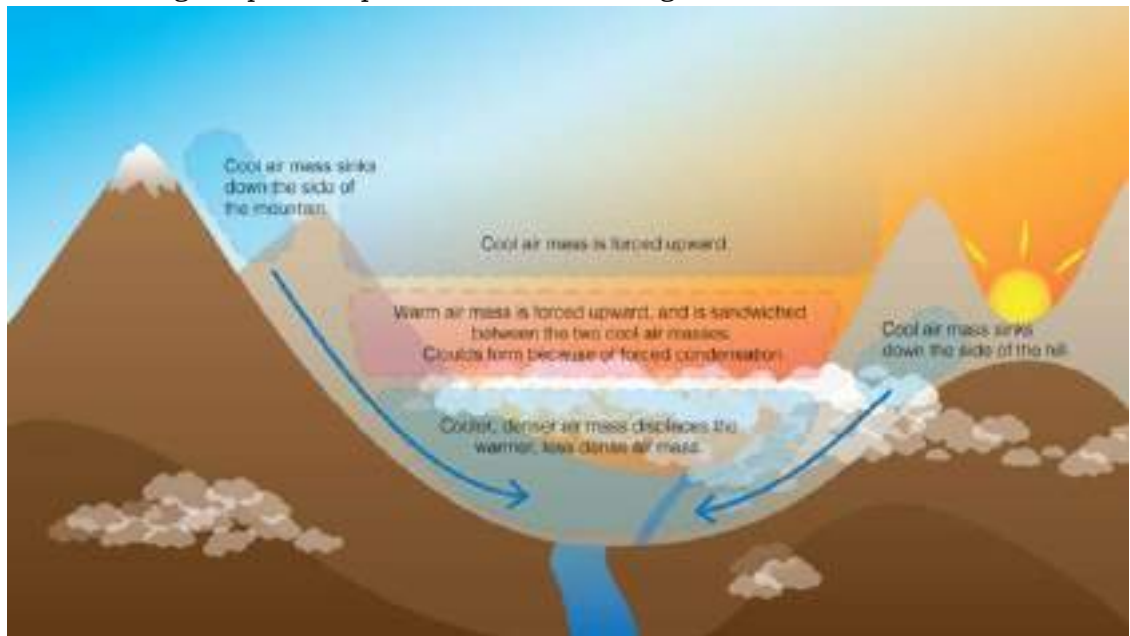 Cool air mass sinks
down the side of
the mountain.
Cool air mass is forced upward.
Warm air mass is forced upward, and is sandwiched
between the two cool air masses.
Clouds form because of forced condensation.
Cool air mass sinks
down the side of the hill.
Cooler, denser air mass displaces the
warmer, less dense air mass.